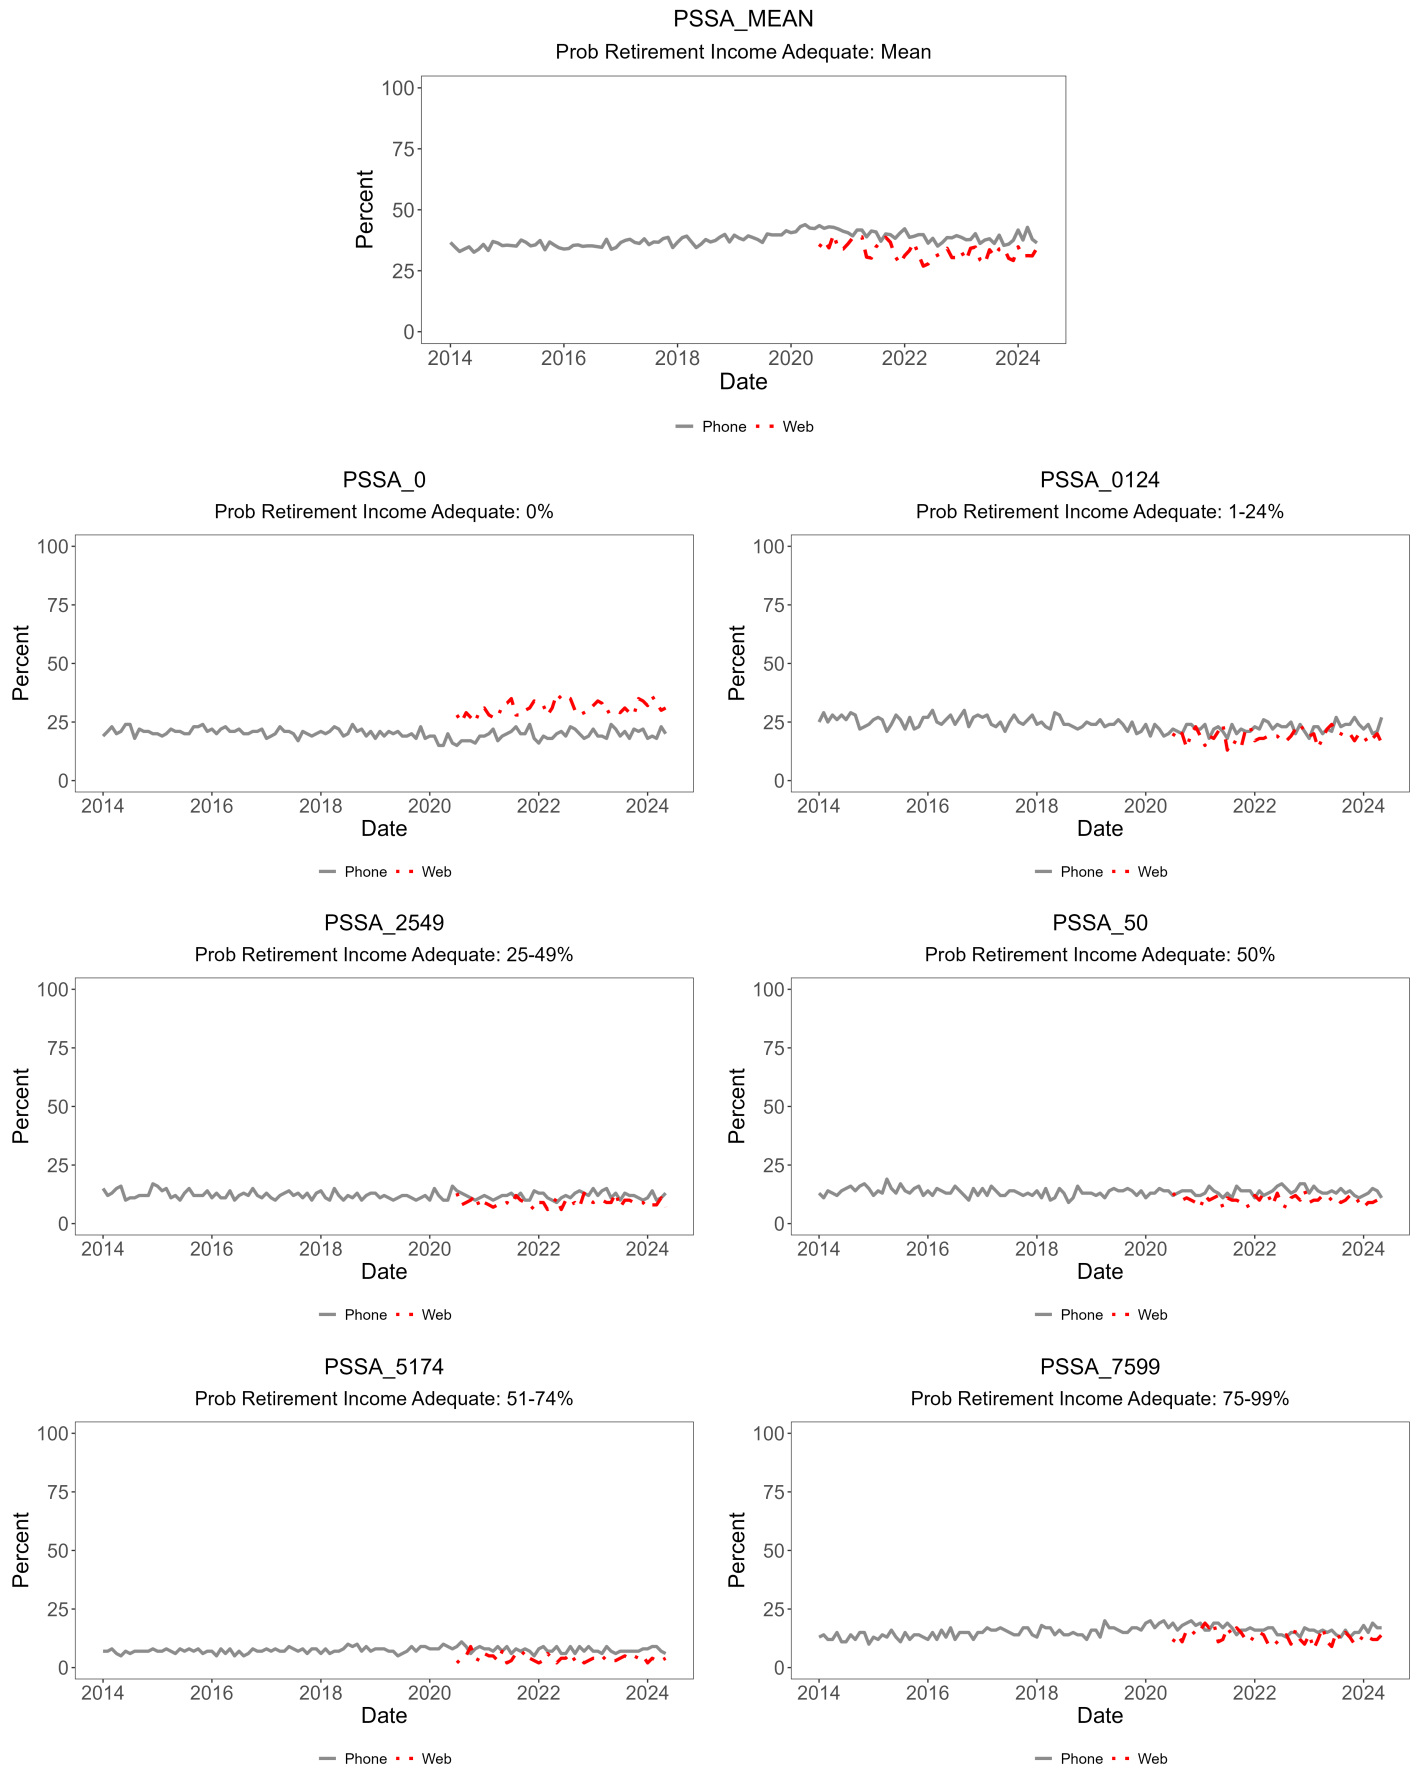 PSSA_MEAN
Prob Retirement Income Adequate: Mean
100
75
50
25
0
Percent
2014 2016 2018 2020 2022 2024
Date
Phone Web
PSSA_0
Prob Retirement Income Adequate: 0%
100
75
50
25
0
Percent
2014 2016 2018 2020 2022 2024
Date
Phone Web
PSSA_0124
Prob Retirement Income Adequate: 1-24%
100
75
50
25
0
Percent
2014 2016 2018 2020 2022 2024
Date
Phone Web
PSSA_2549
Prob Retirement Income Adequate: 25-49%
100
75
50
25
0
Percent
2014 2016 2018 2020 2022 2024
Date
Phone Web
PSSA_50
Prob Retirement Income Adequate: 50%
100
75
50
25
0
Percent
2014 2016 2018 2020 2022 2024
Date
Phone Web
PSSA_5174
Prob Retirement Income Adequate: 51-74%
100
75
50
25
0
Percent
2014 2016 2018 2020 2022 2024
Date
Phone Web
PSSA_7599
Prob Retirement Income Adequate: 75-99%
100
75
50
25
0
Percent
2014 2016 2018 2020 2022 2024
Date
Phone Web